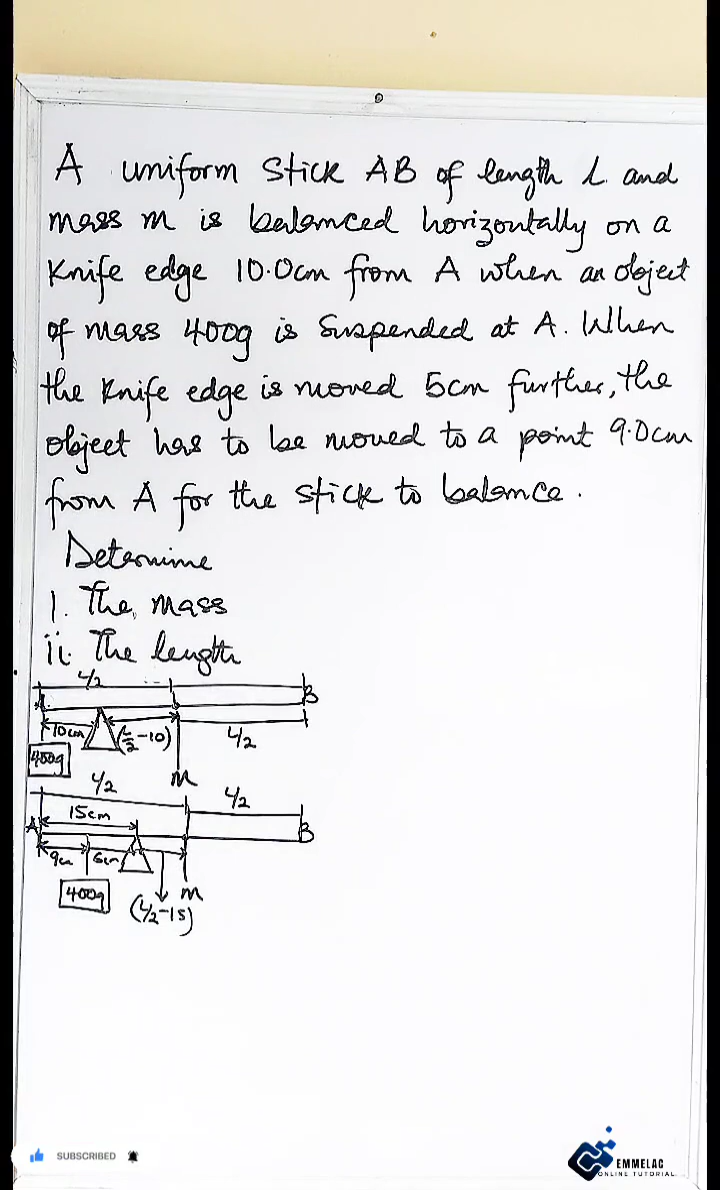 A uniform stick AB of length L and
mass m is balanced horizontally on a
Knife edge 10.0cm from A when an object
of mass 400g is suspended at A. When
the Knife edge is moved 5cm further, the
object has to be moved to a point 9.0cm
from A for the stick to balance.
Determine
I. The mass
ii. The length
L/2
B
10cm
(L/2-10)
L/2
400g
M
L/2
L/2
15cm
A
B
9cm
6cm
400g
M
(L/2-15)
SUBSCRIBED
EMMELAC
ONLINE TUTORIAL